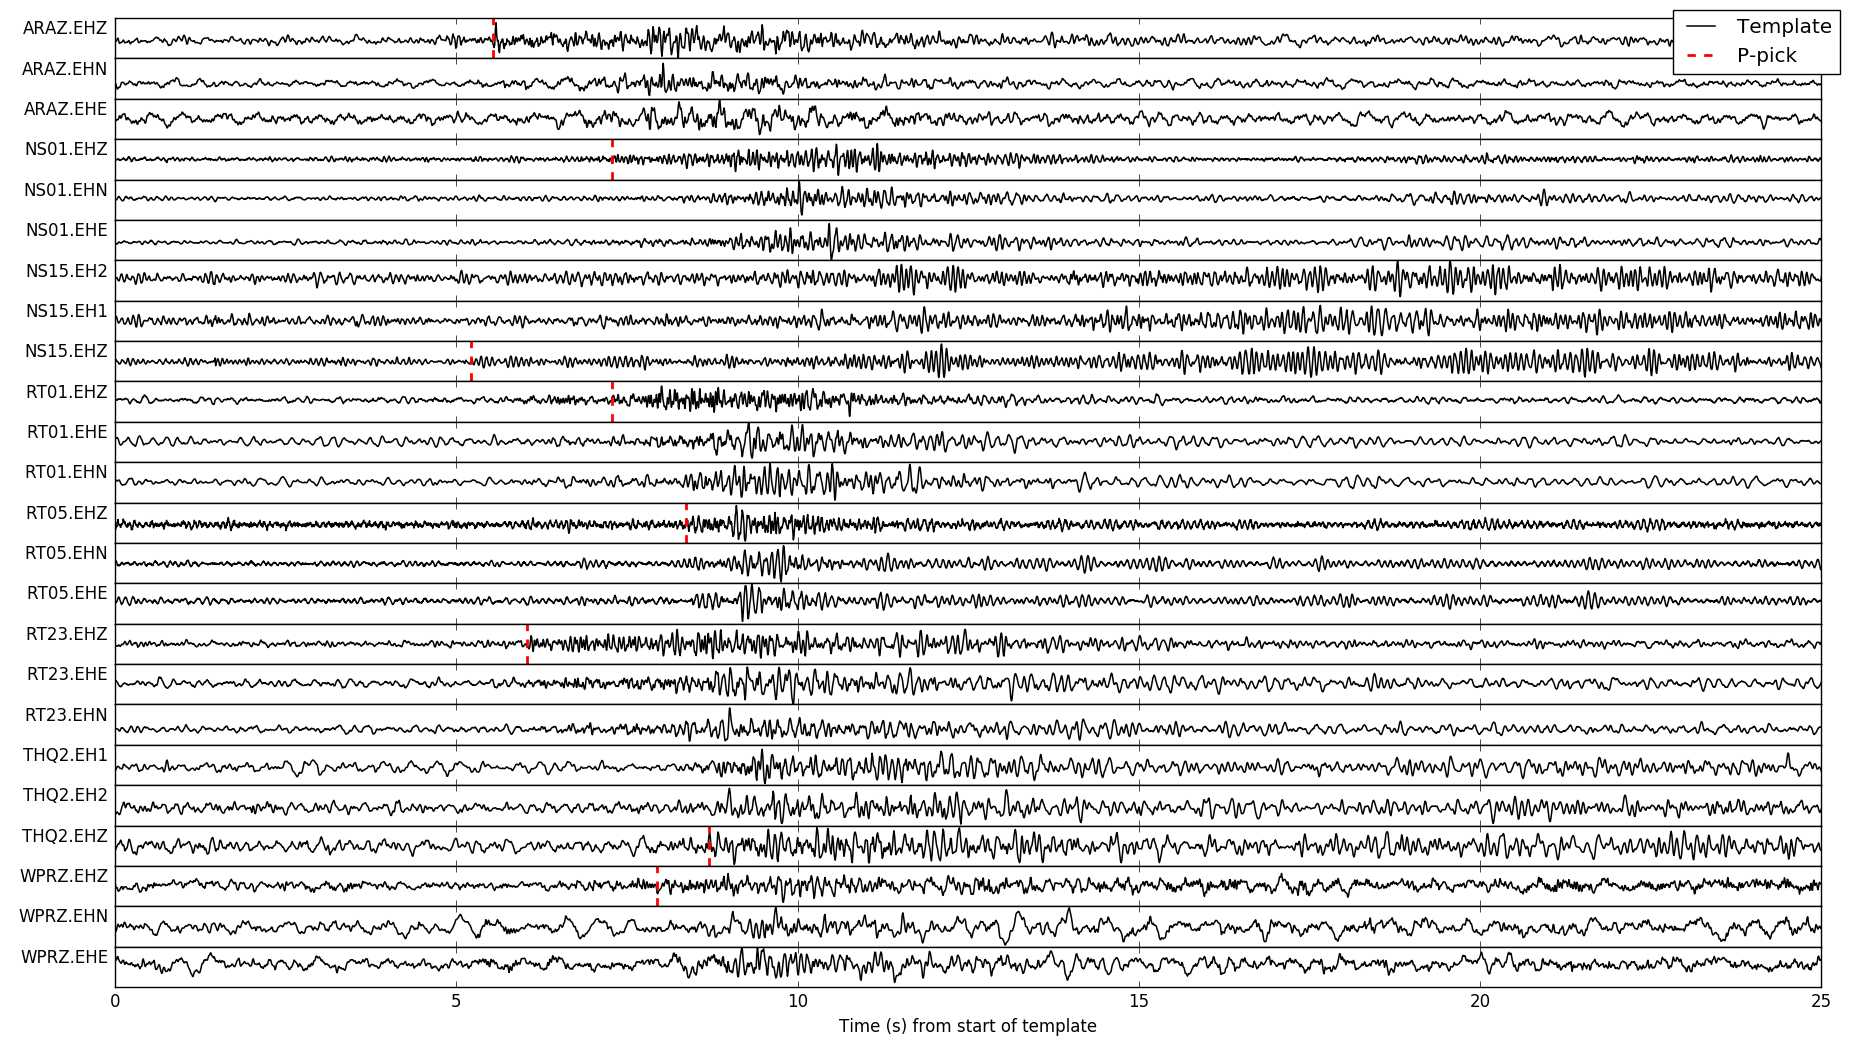 Template
P-pick
ARAZ.EHZ
ARAZ.EHN
ARAZ.EHE
NS01.EHZ
NS01.EHN
NS01.EHE
NS15.EH2
NS15.EH1
NS15.EHZ
RT01.EHZ
RT01.EHE
RT01.EHN
RT05.EHZ
RT05.EHN
RT05.EHE
RT23.EHZ
RT23.EHE
RT23.EHN
THQ2.EH1
THQ2.EH2
THQ2.EHZ
WPRZ.EHZ
WPRZ.EHN
WPRZ.EHE
0 5 10 15 20 25
Time (s) from start of template